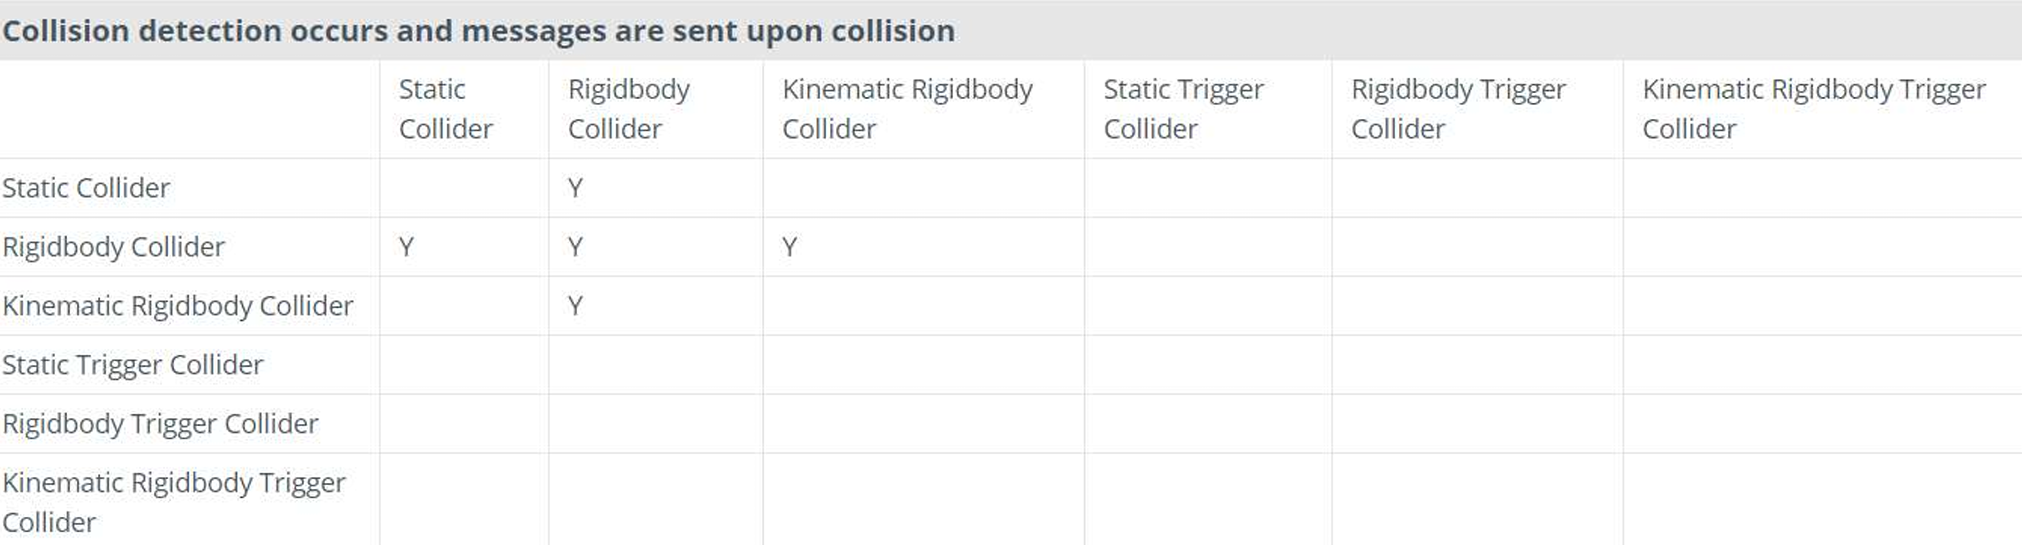 Collision detection occurs and messages are sent upon collision
Static Rigidbody Kinematic Rigidbody Static Trigger Rigidbody Trigger Kinematic Rigidbody Trigger
Collider Collider Collider Collider Collider Collider
Static Collider Y
Rigidbody Collider Y Y Y
Kinematic Rigidbody Collider Y
Static Trigger Collider
Rigidbody Trigger Collider
Kinematic Rigidbody Trigger
Collider